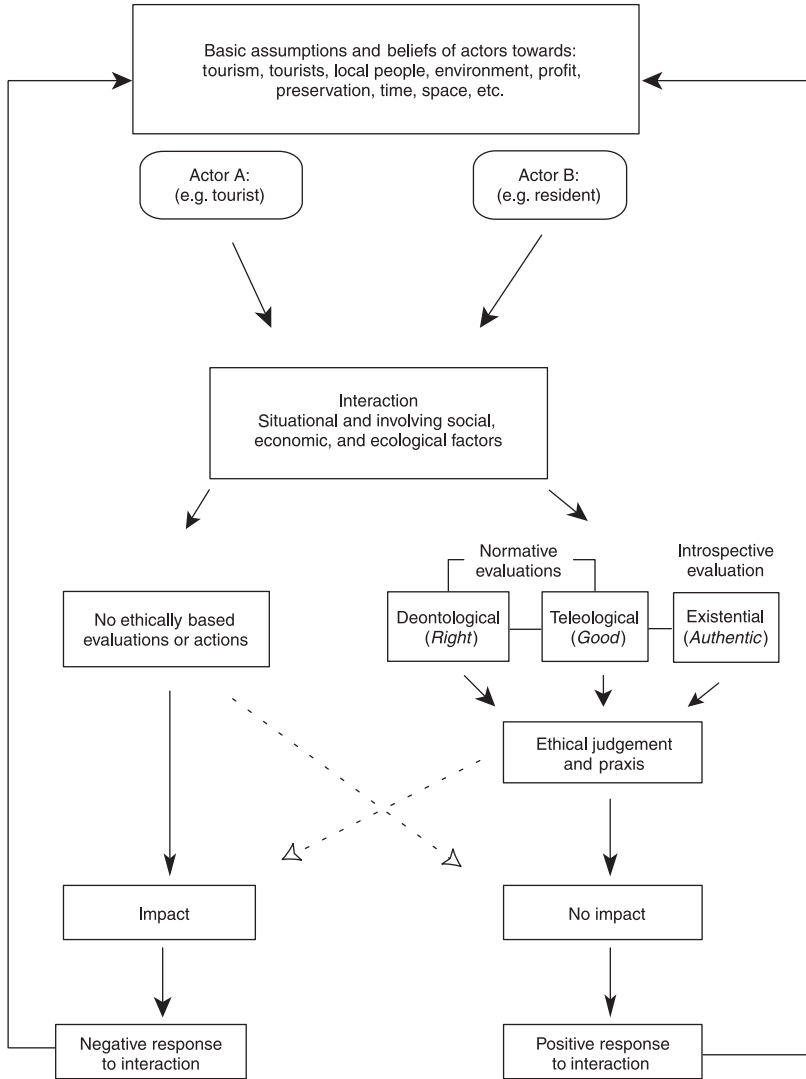 Basic assumptions and beliefs of actors towards:
tourism, tourists, local people, environment, profit,
preservation, time, space, etc.
Actor A:
(e.g. tourist)
Actor B:
(e.g. resident)
Interaction
Situational and involving social,
economic, and ecological factors
Normative
evaluations
Introspective
evaluation
No ethically based
evaluations or actions
Deontological
(Right)
Teleological
(Good)
Existential
(Authentic)
Ethical judgement
and praxis
Impact
No impact
Negative response
to interaction
Positive response
to interaction